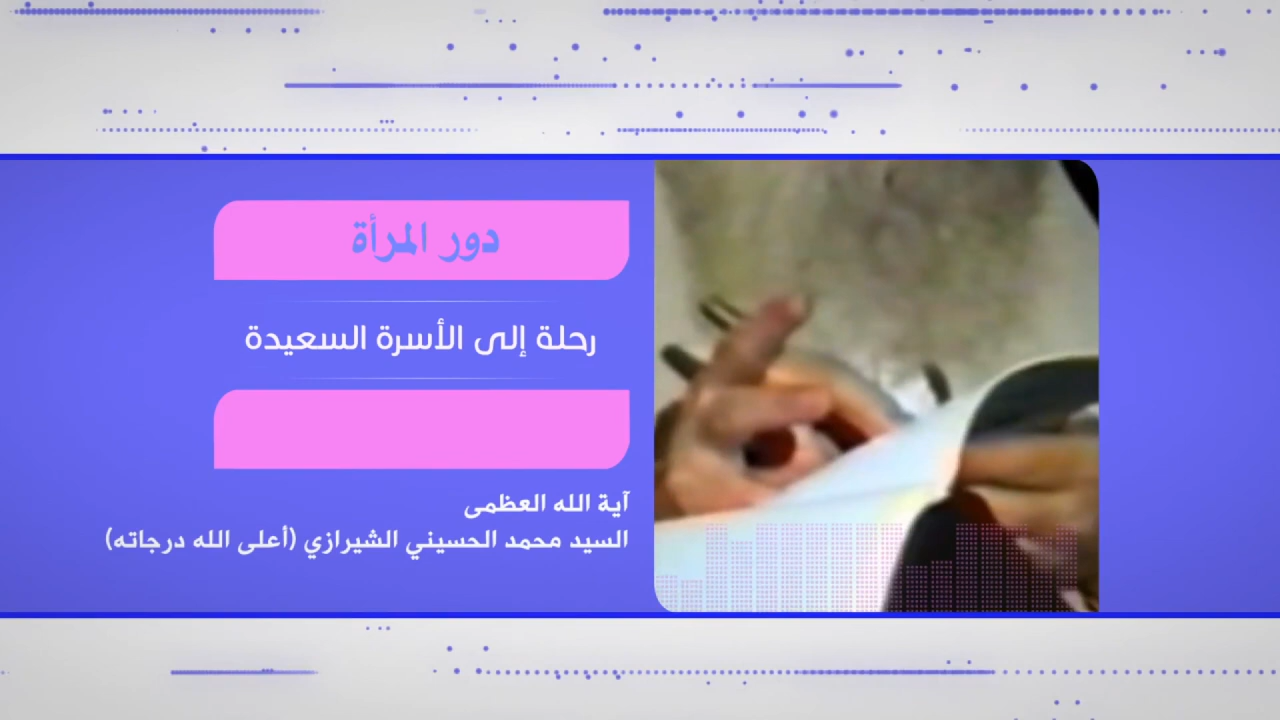 دور المرأة
رحلة إلى الأسرة السعيدة
آية الله العظمى
السيد محمد الحسيني الشيرازي (أعلى الله درجاته)